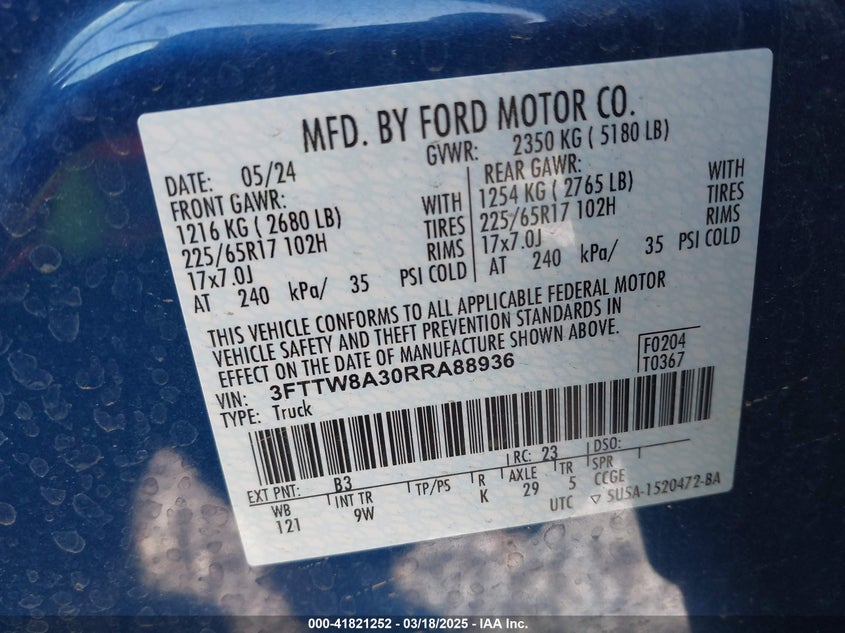 MFD. BY FORD MOTOR CO.
DATE: 05/24 GVWR: 2350 KG ( 5180 LB)
FRONT GAWR: REAR GAWR:
1216 KG ( 2680 LB) WITH 1254 KG ( 2765 LB) WITH
225/65R17 102H TIRES 225/65R17 102H TIRES
17x7.0J RIMS 17x7.0J RIMS
AT 240 kPa/ 35 PSI COLD AT 240 kPa/ 35 PSI COLD
THIS VEHICLE CONFORMS TO ALL APPLICABLE FEDERAL MOTOR
VEHICLE SAFETY AND THEFT PREVENTION STANDARDS IN
EFFECT ON THE DATE OF MANUFACTURE SHOWN ABOVE.
VIN: 3FTTW8A30RRA88936 F0204
TYPE: Truck T0367
EXT PNT: B3 RC: 23 DSO:
WB INT TR TP/PS R AXLE TR SPR
121 9W K 29 5 CCGE
UTC ▽ SU5A-1520472-BA
000-41821252 - 03/18/2025 - IAA Inc.